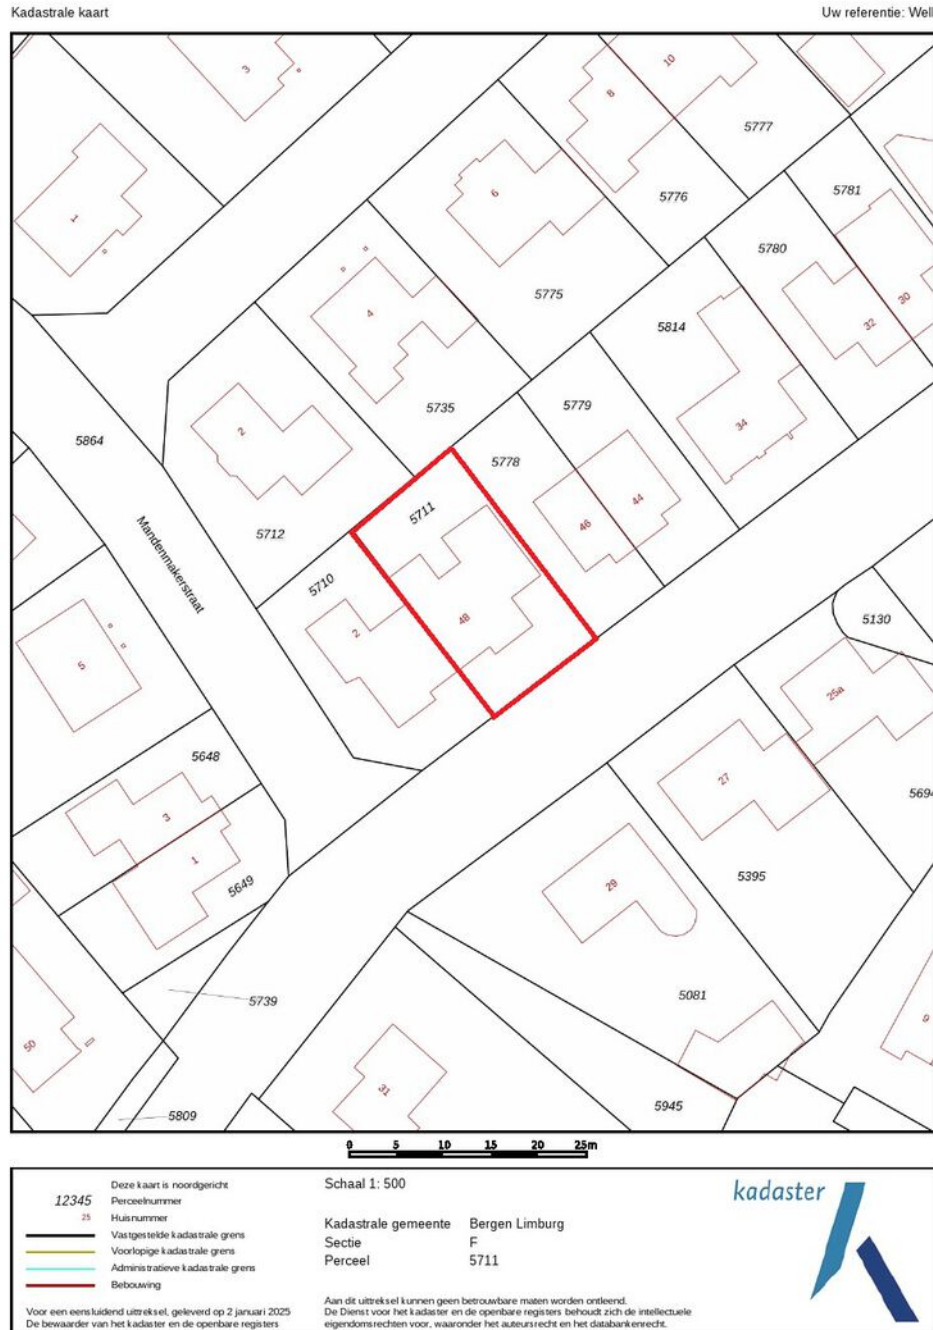 Kadastrale kaart
Uw referentie: Well
3
10
8
5777
1
6
5776
5781
5780
4
5775
30
32
5814
2
5735
5779
34
5864
5778
5711
44
46
Mandenmakerstraat
5712
5710
48
2
5130
5
25a
5648
27
5694
3
1
29
5395
5649
5739
5081
9
50
31
5945
5809
0 5 10 15 20 25m
Deze kaart is noordgericht
12345 Perceelnummer
25 Huisnummer
Vastgestelde kadastrale grens
Voorlopige kadastrale grens
Administratieve kadastrale grens
Bebouwing
Voor een eensluidend uittreksel, geleverd op 2 januari 2025
De bewaarder van het kadaster en de openbare registers
Schaal 1: 500
Kadastrale gemeente Bergen Limburg
Sectie F
Perceel 5711
Aan dit uittreksel kunnen geen betrouwbare maten worden ontleend.
De Dienst voor het kadaster en de openbare registers behoudt zich de intellectuele
eigendomsrechten voor, waaronder het auteursrecht en het databankenrecht.
kadaster